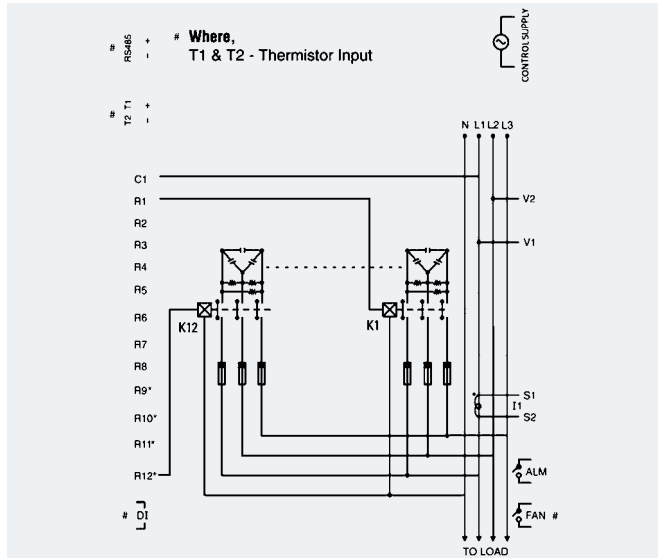 # RS485 + -
# Where,
T1 & T2 - Thermistor Input
CONTROL SUPPLY
# T2 T1 + -
N L1 L2 L3
C1
R1
V2
R2
R3
V1
R4
R5
R6
K12
K1
R7
R8
R9*
S1
I1
S2
R10*
R11*
R12*
ALM
# DI
FAN #
TO LOAD